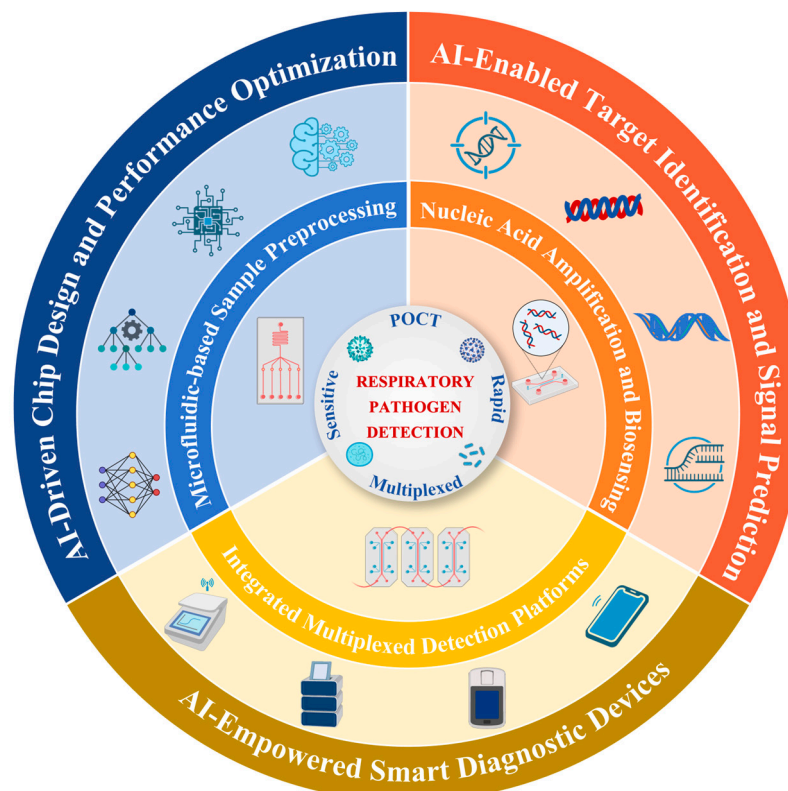 AI-Driven Chip Design and Performance Optimization
AI-Enabled Target Identification and Signal Prediction
Microfluidic-based Sample Preprocessing
Nucleic Acid Amplification and Biosensing
POCT
Sensitive
Rapid
RESPIRATORY
PATHOGEN
DETECTION
Multiplexed
Integrated Multiplexed Detection Platforms
AI-Empowered Smart Diagnostic Devices